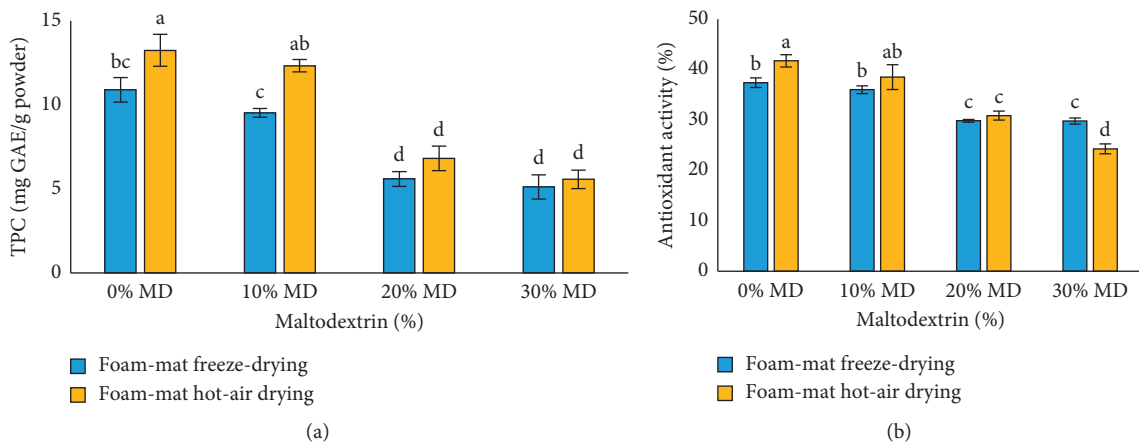 15
10
5
0
TPC (mg GAE/g powder)
bc
a
c
ab
d
d
d
d
0% MD
10% MD
20% MD
30% MD
Maltodextrin (%)
Foam-mat freeze-drying
Foam-mat hot-air drying
(a)
50
40
30
20
10
0
Antioxidant activity (%)
b
a
b
ab
c
c
c
d
0% MD
10% MD
20% MD
30% MD
Maltodextrin (%)
Foam-mat freeze-drying
Foam-mat hot-air drying
(b)